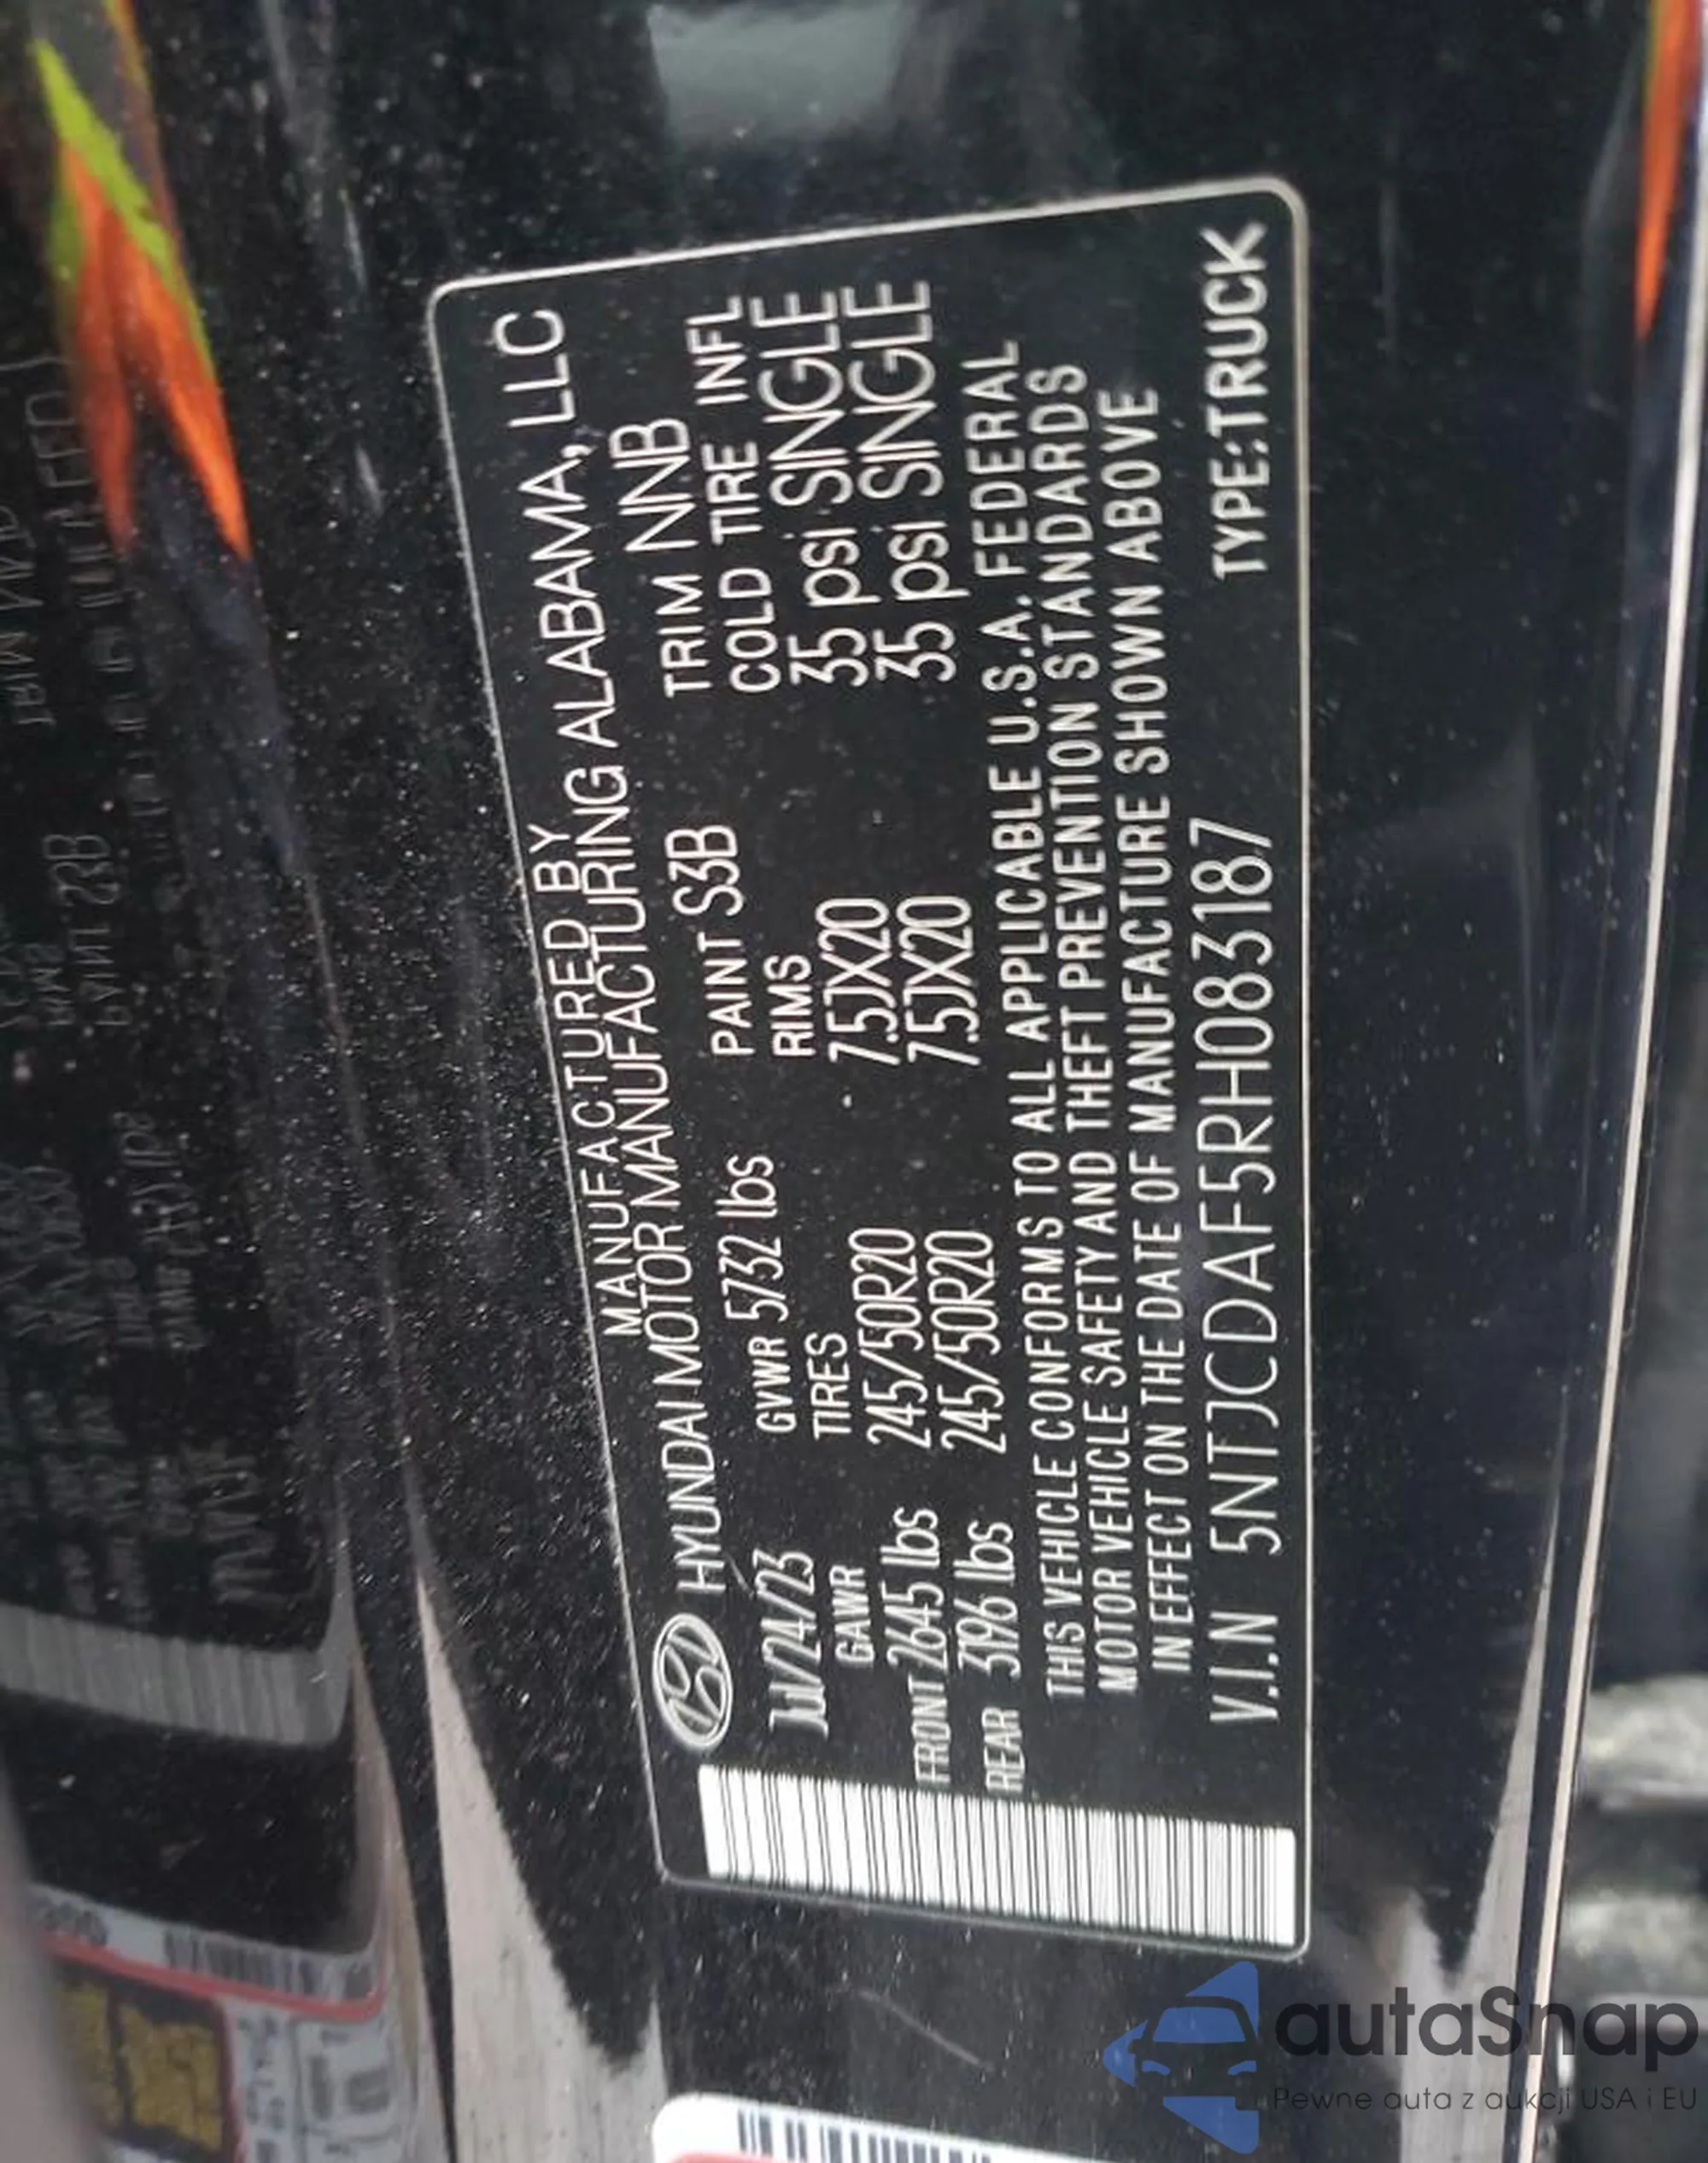 MANUFACTURED BY
HYUNDAI MOTOR MANUFACTURING ALABAMA, LLC
GVWR 5732 lbs PAINT S3B TRIM NNB
GAWR TIRES RIMS COLD TIRE INFL
FRONT 2645 lbs 245/50R20 7.5JX20 35 psi SINGLE
REAR 3196 lbs 245/50R20 7.5JX20 35 psi SINGLE
THIS VEHICLE CONFORMS TO ALL APPLICABLE U.S.A. FEDERAL
MOTOR VEHICLE SAFETY AND THEFT PREVENTION STANDARDS
IN EFFECT ON THE DATE OF MANUFACTURE SHOWN ABOVE
V.I.N 5NTJCDAF5RH083187 TYPE:TRUCK
autaSnap
Pewne auta z aukcji USA i EU